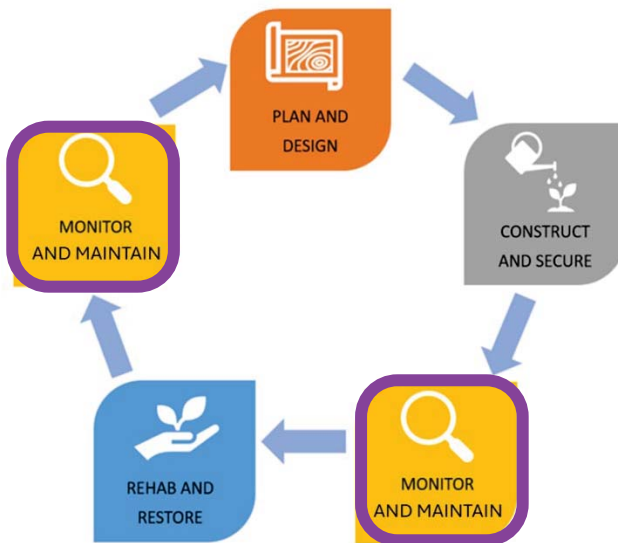 PLAN AND
DESIGN
CONSTRUCT
AND SECURE
MONITOR
AND MAINTAIN
REHAB AND
RESTORE
MONITOR
AND MAINTAIN